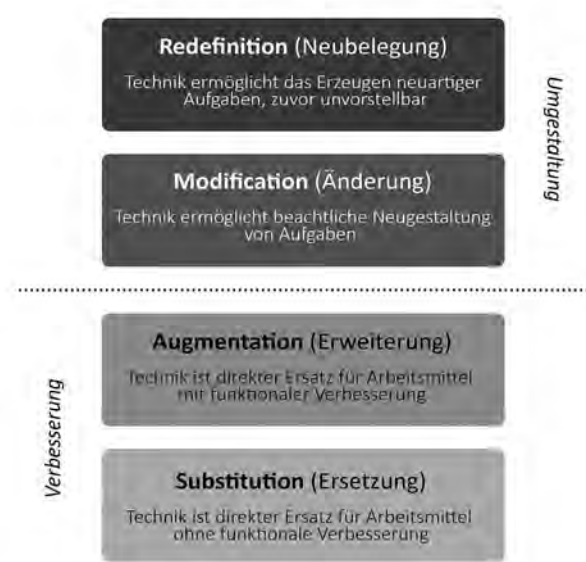 Redefinition (Neubelegung)
Technik ermöglicht das Erzeugen neuartiger
Aufgaben, zuvor unvorstellbar
Umgestaltung
Modification (Änderung)
Technik ermöglicht beachtliche Neugestaltung
von Aufgaben
Augmentation (Erweiterung)
Technik ist direkter Ersatz für Arbeitsmittel
mit funktionaler Verbesserung
Verbesserung
Substitution (Ersetzung)
Technik ist direkter Ersatz für Arbeitsmittel
ohne funktionale Verbesserung